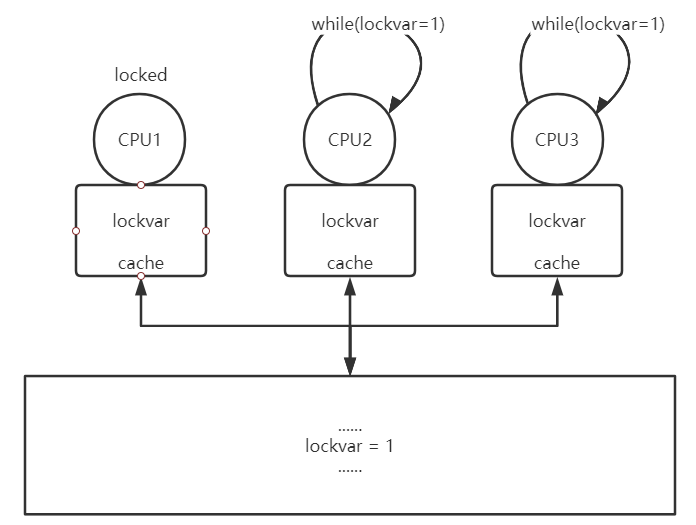 while(lockvar=1)
while(lockvar=1)
locked
CPU1
CPU2
CPU3
lockvar
lockvar
lockvar
cache
cache
cache
......
lockvar = 1
......